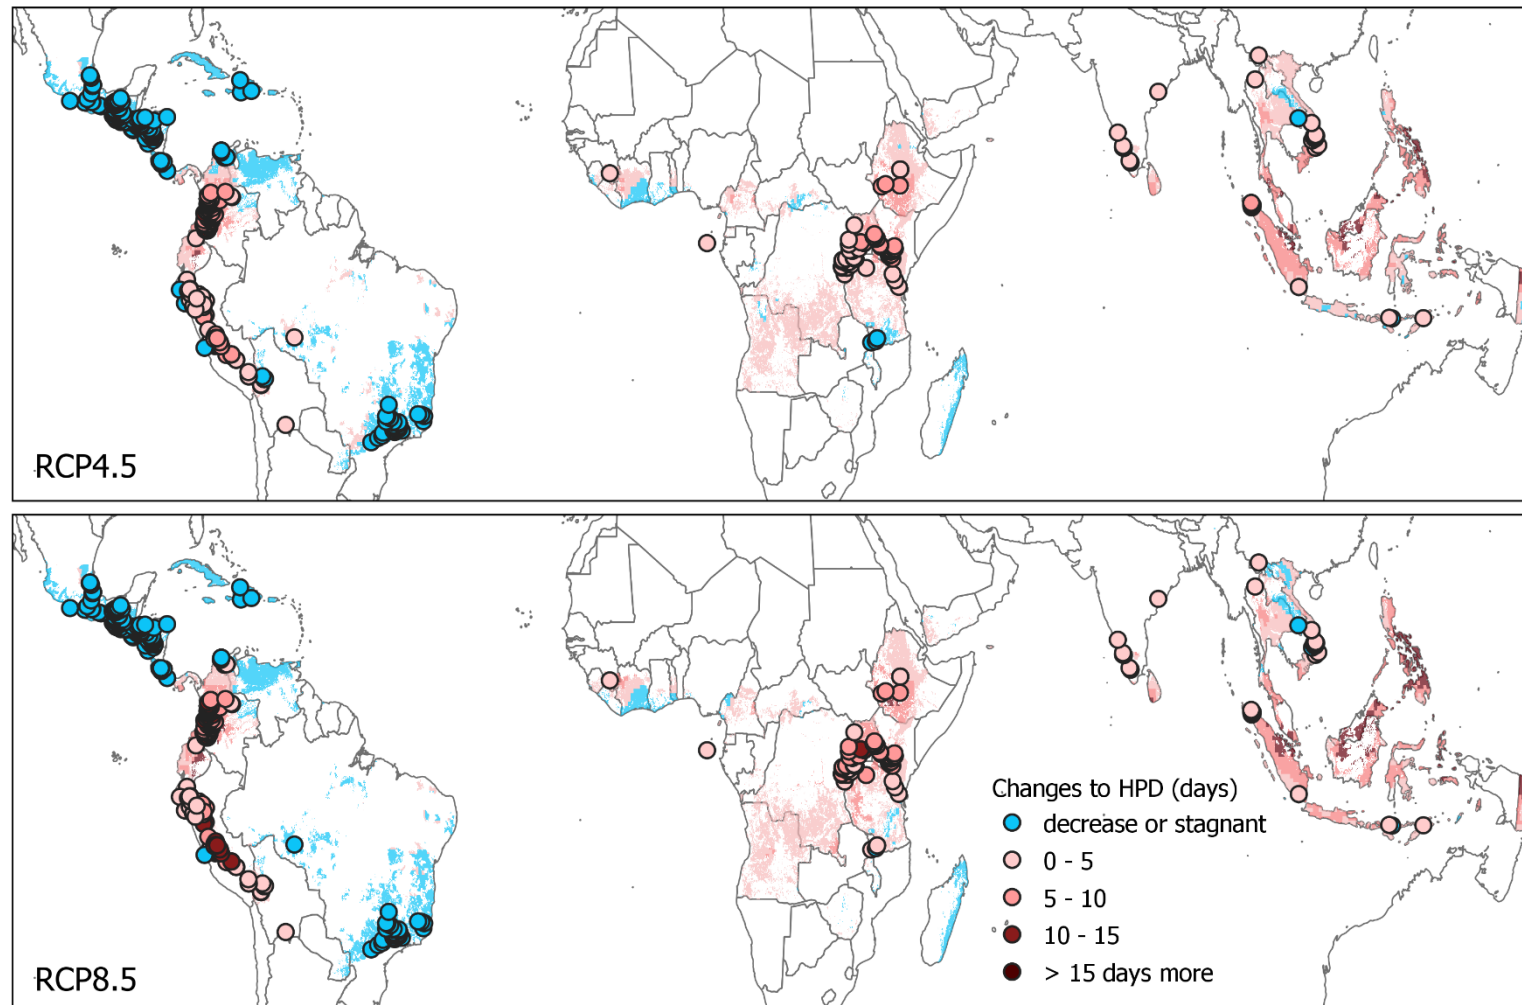 RCP4.5
Changes to HPD (days)
decrease or stagnant
0 - 5
5 - 10
10 - 15
> 15 days more
RCP8.5